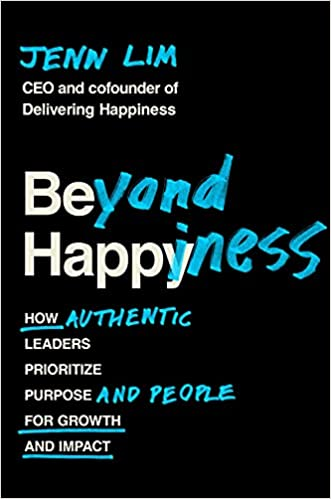 JENN LIM
CEO and cofounder of
Delivering Happiness
Beyond
Happyiness
HOW AUTHENTIC
LEADERS
PRIORITIZE
PURPOSE AND PEOPLE
FOR GROWTH
AND IMPACT